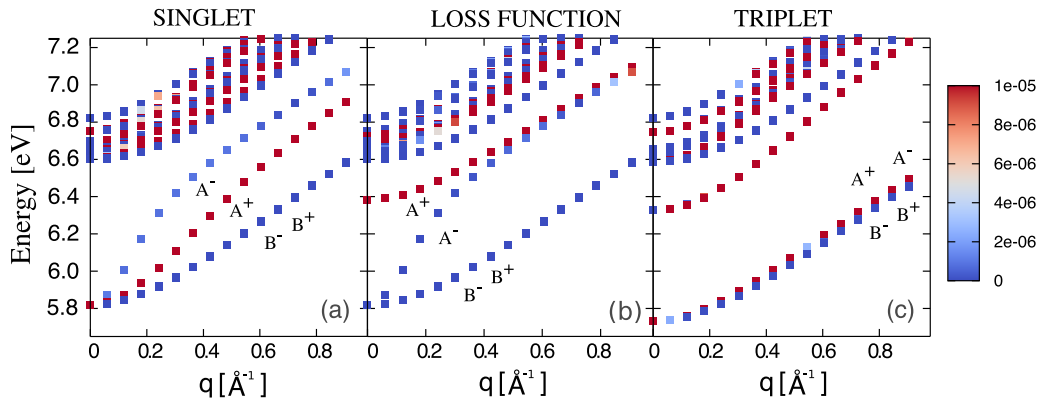 SINGLET LOSS FUNCTION TRIPLET
7.2
7.0
6.8
6.6
6.4
6.2
6.0
5.8
Energy [eV]
A⁻
A⁺
B⁻ B⁺
(a)
A⁺
A⁻
B⁻ B⁺
(b)
A⁻
A⁺
B⁺
B⁻
(c)
1e-05
8e-06
6e-06
4e-06
2e-06
0
0 0.2 0.4 0.6 0.8 0 0.2 0.4 0.6 0.8 0 0.2 0.4 0.6 0.8
q [Å⁻¹] q [Å⁻¹] q [Å⁻¹]